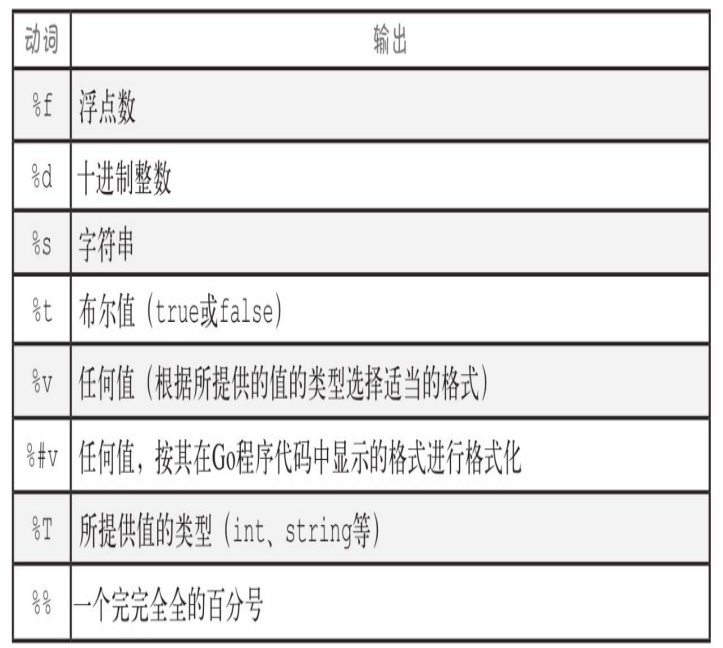 动词 输出
%f 浮点数
%d 十进制整数
%s 字符串
%t 布尔值（true或false）
%v 任何值（根据所提供的值的类型选择适当的格式）
%#v 任何值，按其在Go程序代码中显示的格式进行格式化
%T 所提供值的类型（int、string等）
%% 一个完完全全的百分号